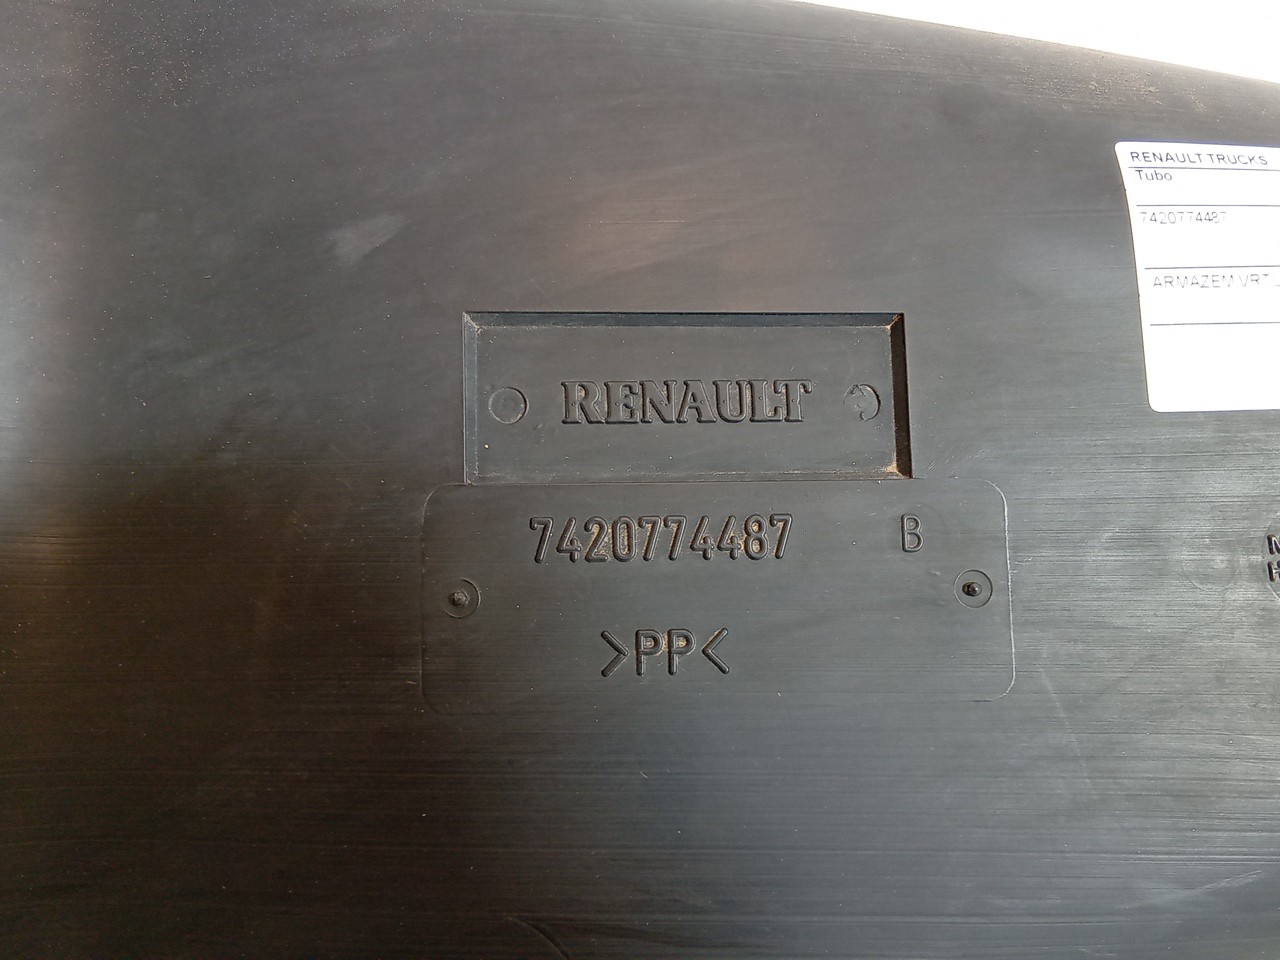 RENAULT TRUCKS
Tubo
7420774487
ARMAZEM VRT
RENAULT
7420774487 B
>PP<